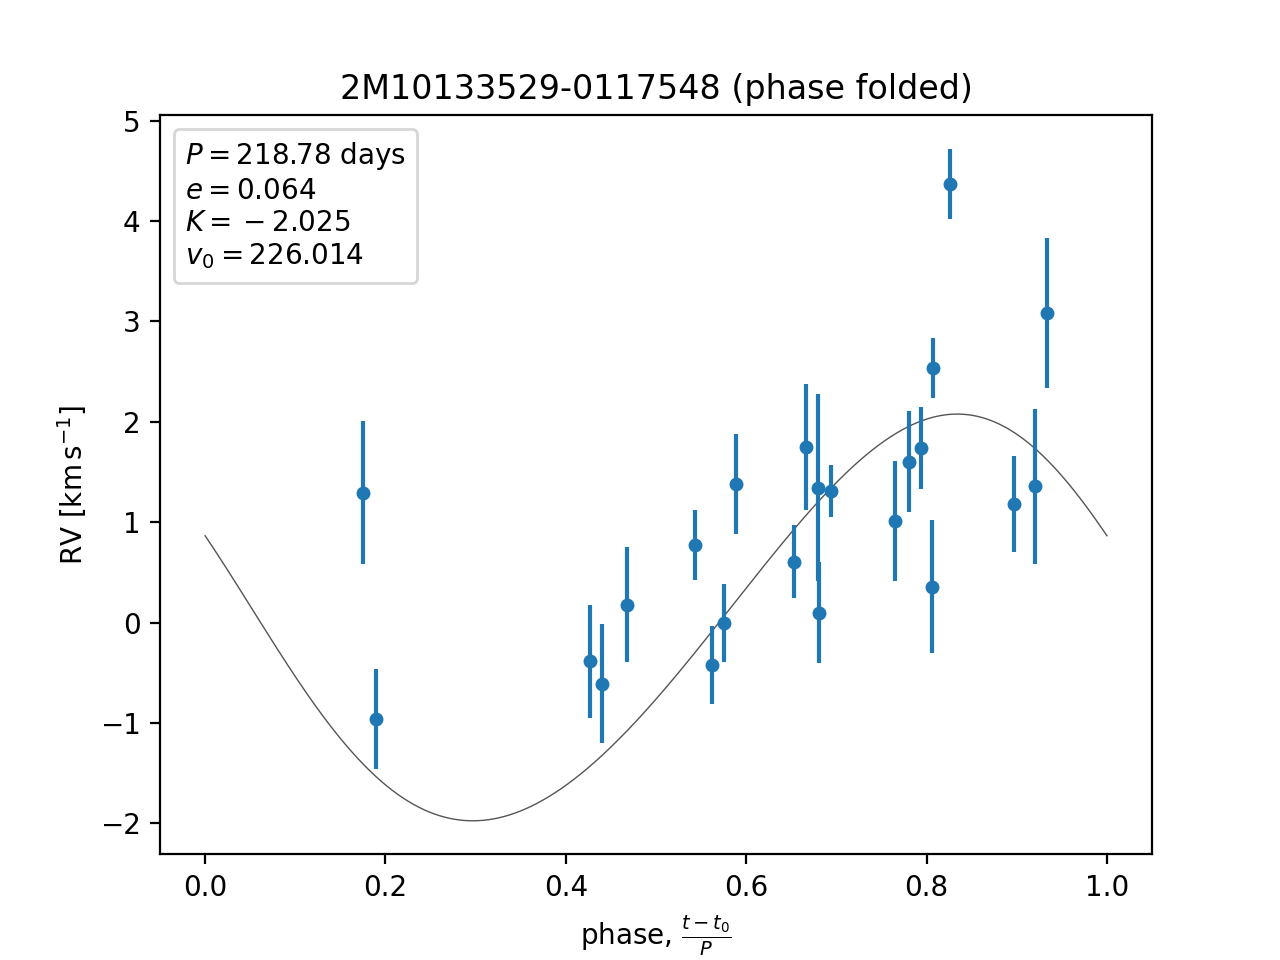 2M10133529-0117548 (phase folded)
P = 218.78 days
e = 0.064
K = −2.025
v₀ = 226.014
RV [km s⁻¹]
5
4
3
2
1
0
−1
−2
0.0 0.2 0.4 0.6 0.8 1.0
phase, (t − t₀)/P